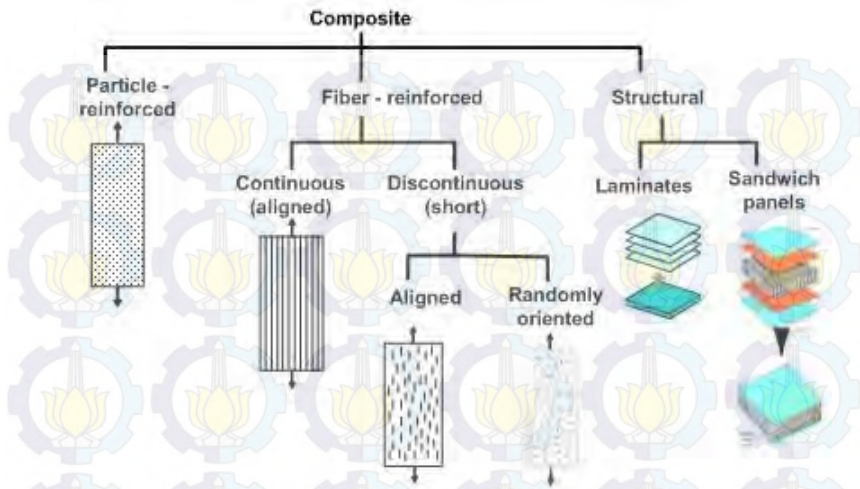 Composite
Particle -
reinforced
Fiber - reinforced
Structural
Continuous
(aligned)
Discontinuous
(short)
Laminates
Sandwich
panels
Aligned
Randomly
oriented